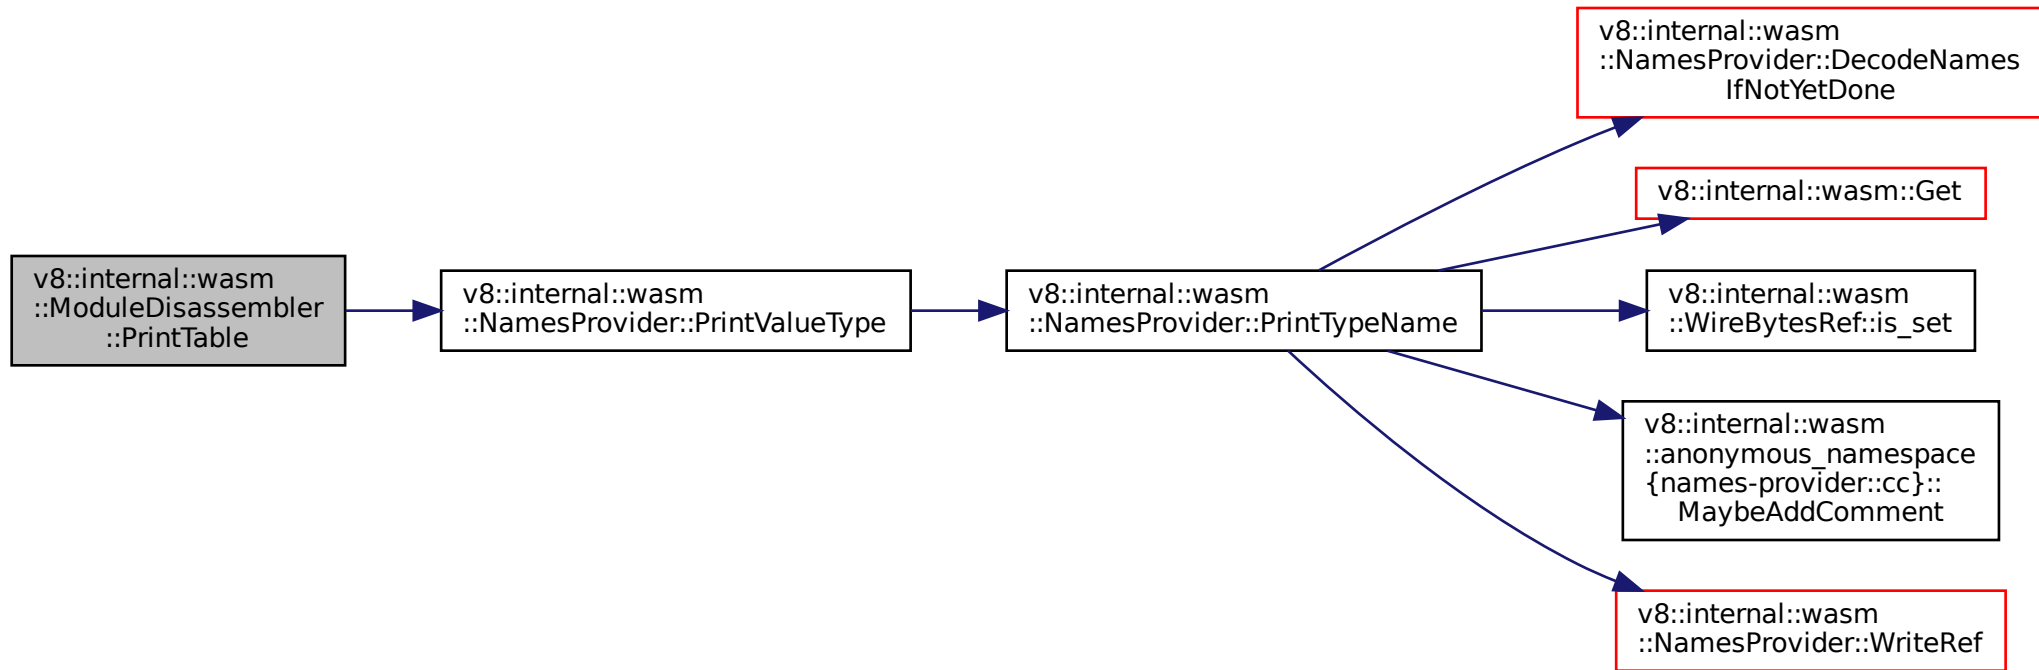 v8::internal::wasm
::ModuleDisassembler
::PrintTable
v8::internal::wasm
::NamesProvider::PrintValueType
v8::internal::wasm
::NamesProvider::PrintTypeName
v8::internal::wasm
::NamesProvider::DecodeNames
IfNotYetDone
v8::internal::wasm::Get
v8::internal::wasm
::WireBytesRef::is_set
v8::internal::wasm
::anonymous_namespace
{names-provider::cc}::
MaybeAddComment
v8::internal::wasm
::NamesProvider::WriteRef